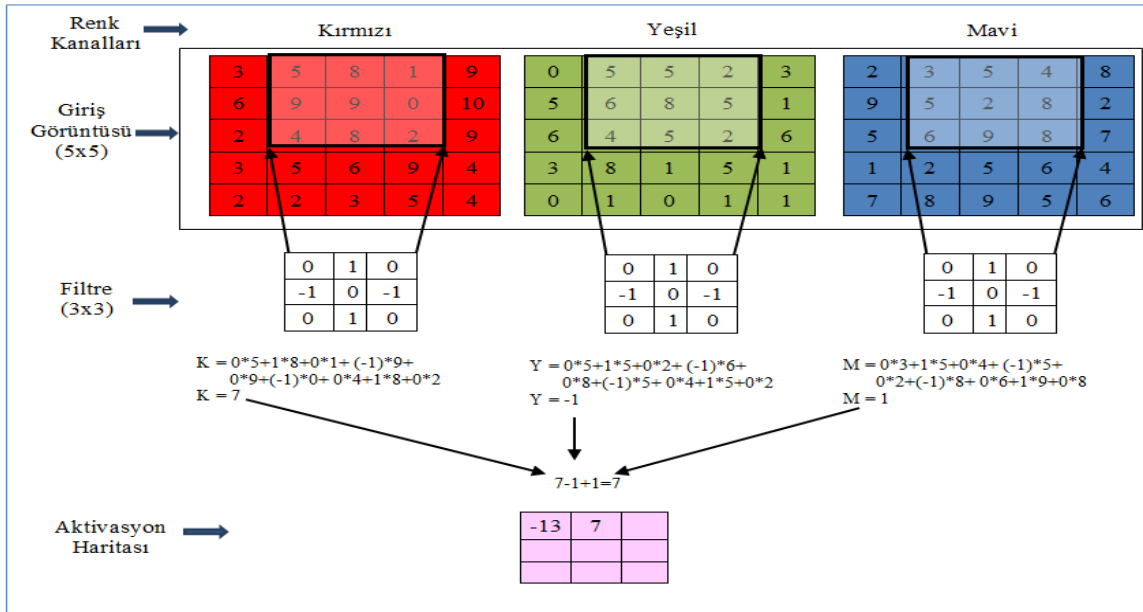 Renk Kanalları
Kırmızı Yeşil Mavi
Giriş Görüntüsü (5x5)
3 5 8 1 9
6 9 9 0 10
2 4 8 2 9
3 5 6 9 4
2 2 3 5 4
0 5 5 2 3
5 6 8 5 1
6 4 5 2 6
3 8 1 5 1
0 1 0 1 1
2 3 5 4 8
9 5 2 8 2
5 6 9 8 7
1 2 5 6 4
7 8 9 5 6
Filtre (3x3)
0 1 0
-1 0 -1
0 1 0
0 1 0
-1 0 -1
0 1 0
0 1 0
-1 0 -1
0 1 0
K = 0*5+1*8+0*1+ (-1)*9+
0*9+(-1)*0+ 0*4+1*8+0*2
K = 7
Y = 0*5+1*5+0*2+ (-1)*6+
0*8+(-1)*5+ 0*4+1*5+0*2
Y = -1
M = 0*3+1*5+0*4+ (-1)*5+
0*2+(-1)*8+ 0*6+1*9+0*8
M = 1
7-1+1=7
Aktivasyon Haritası
-13 7